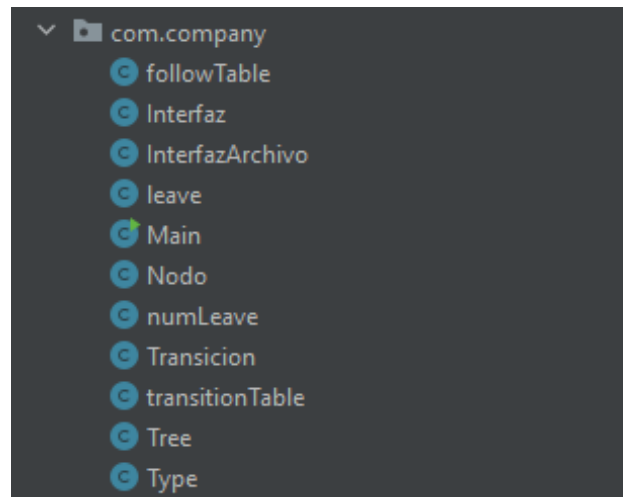 com.company
followTable
Interfaz
InterfazArchivo
leave
Main
Nodo
numLeave
Transicion
transitionTable
Tree
Type